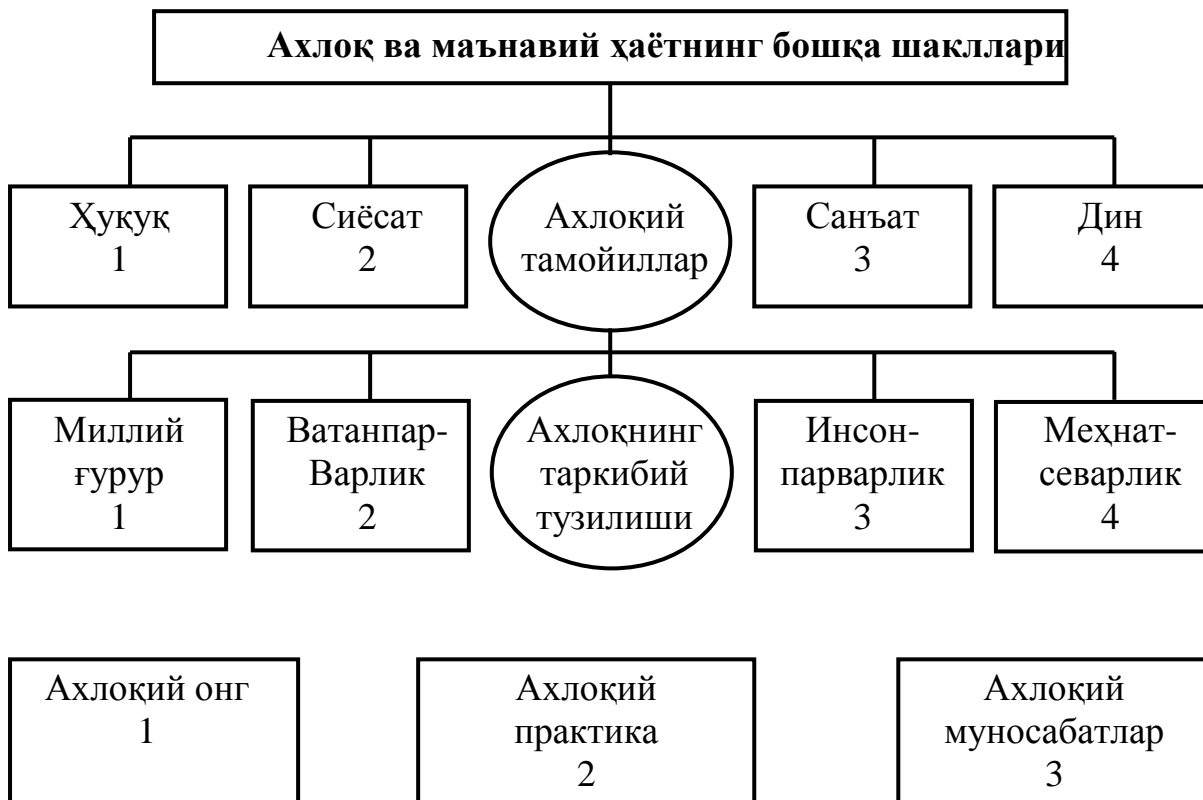 Ахлоқ ва маънавий ҳаётнинг бошқа шакллари
Ҳуқуқ
1
Сиёсат
2
Ахлоқий
тамойиллар
Санъат
3
Дин
4
Миллий
ғурур
1
Ватанпар-
Варлик
2
Ахлоқнинг
таркибий
тузилиши
Инсон-
парварлик
3
Меҳнат-
севарлик
4
Ахлоқий онг
1
Ахлоқий
практика
2
Ахлоқий
муносабатлар
3